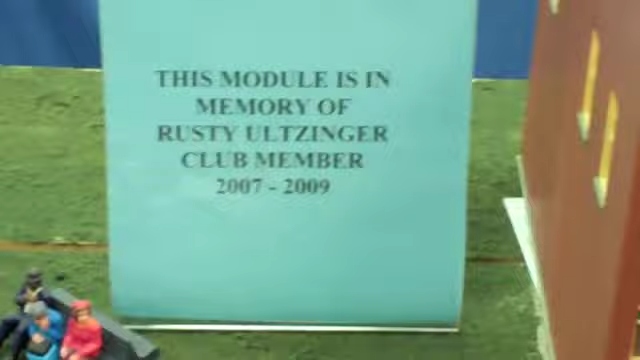 THIS MODULE IS IN
MEMORY OF
RUSTY ULTZINGER
CLUB MEMBER
2007 - 2009